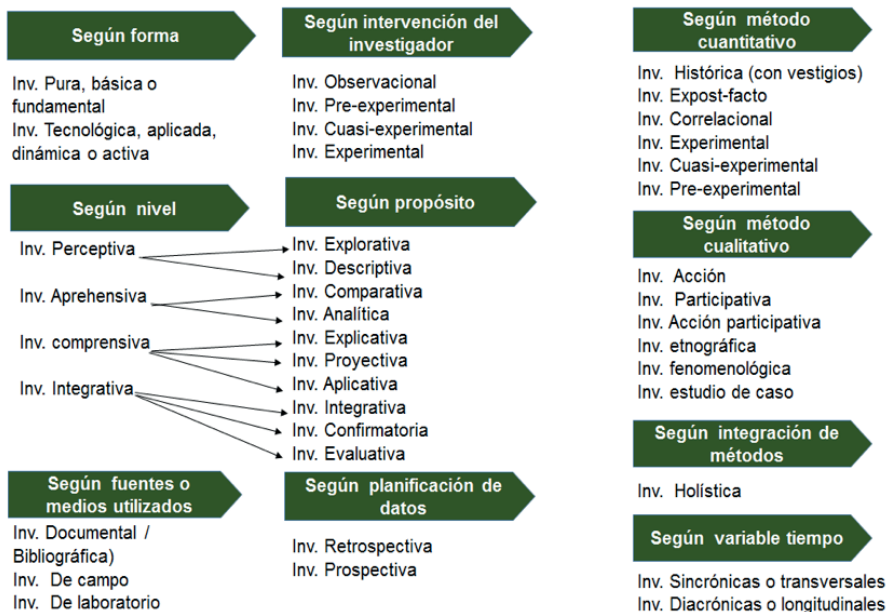 Según forma
Inv. Pura, básica o
fundamental
Inv. Tecnológica, aplicada,
dinámica o activa
Según intervención del
investigador
Inv. Observacional
Inv. Pre-experimental
Inv. Cuasi-experimental
Inv. Experimental
Según método
cuantitativo
Inv. Histórica (con vestigios)
Inv. Expost-facto
Inv. Correlacional
Inv. Experimental
Inv. Cuasi-experimental
Inv. Pre-experimental
Según nivel
Inv. Perceptiva
Inv. Aprehensiva
Inv. comprensiva
Inv. Integrativa
Según propósito
Inv. Explorativa
Inv. Descriptiva
Inv. Comparativa
Inv. Analítica
Inv. Explicativa
Inv. Proyectiva
Inv. Aplicativa
Inv. Integrativa
Inv. Confirmatoria
Inv. Evaluativa
Según método
cualitativo
Inv. Acción
Inv. Participativa
Inv. Acción participativa
Inv. etnográfica
Inv. fenomenológica
Inv. estudio de caso
Según integración de
métodos
Inv. Holística
Según fuentes o
medios utilizados
Inv. Documental /
Bibliográfica)
Inv. De campo
Inv. De laboratorio
Según planificación de
datos
Inv. Retrospectiva
Inv. Prospectiva
Según variable tiempo
Inv. Sincrónicas o transversales
Inv. Diacrónicas o longitudinales